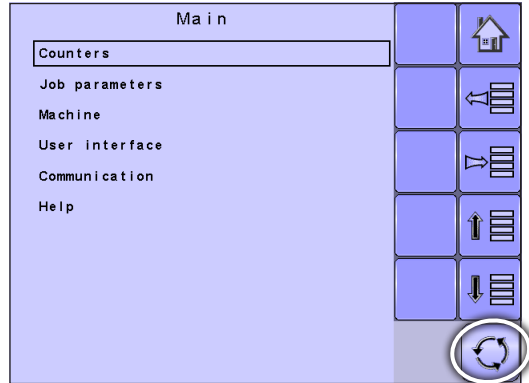 Main
Counters
Job parameters
Machine
User interface
Communication
Help